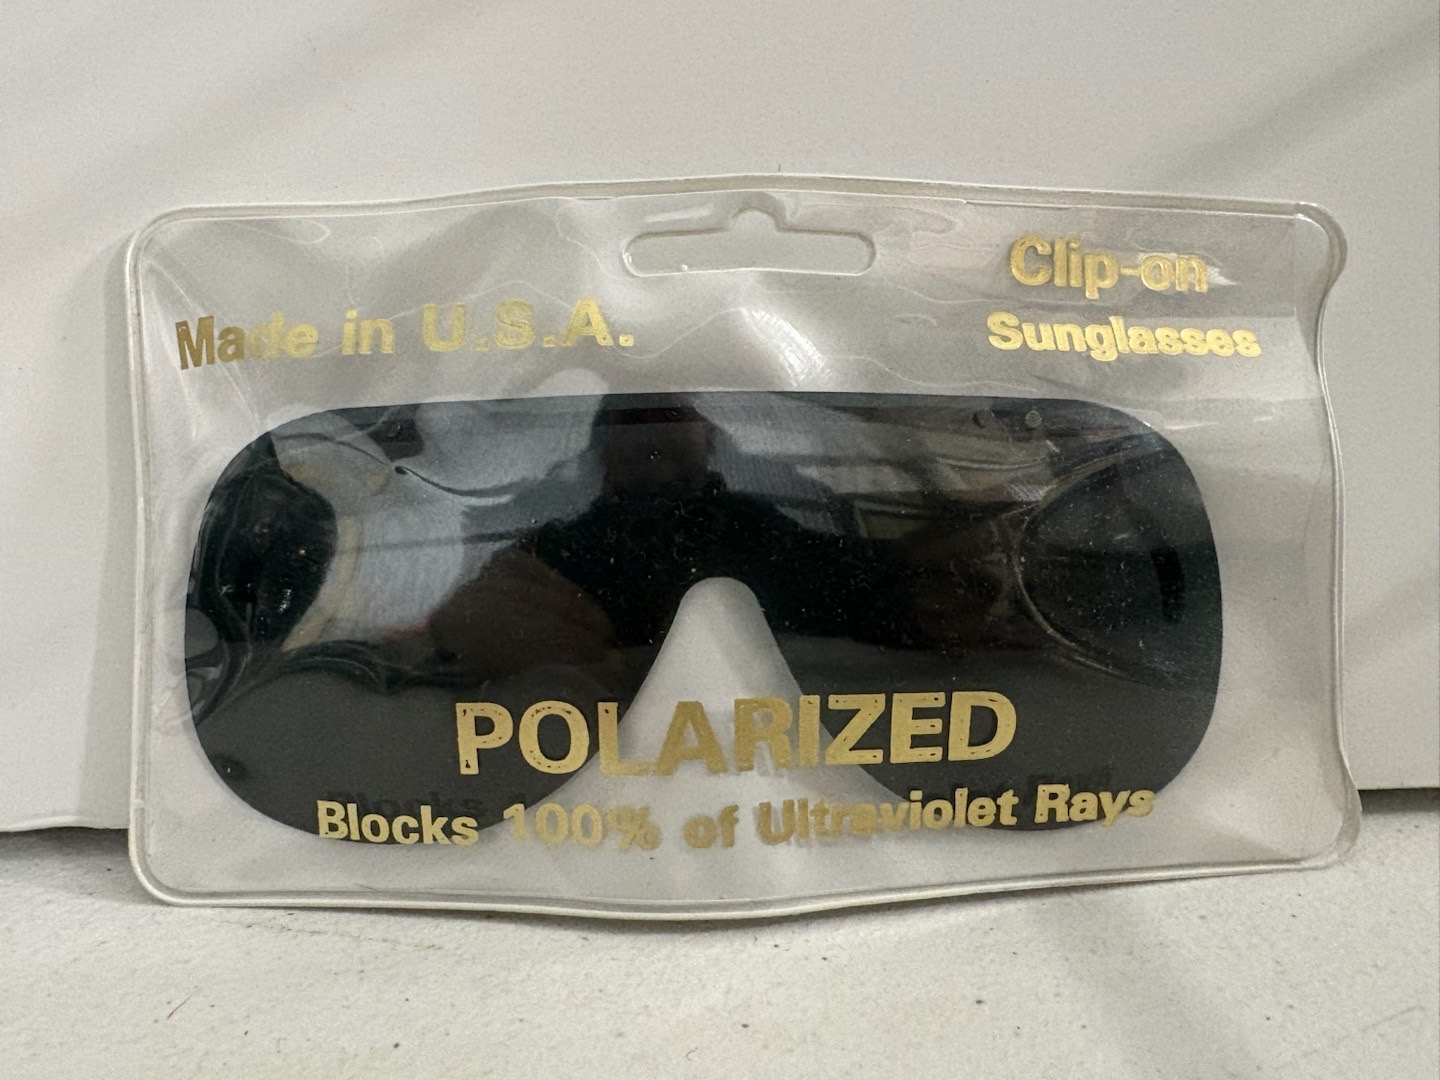 Clip-on
Sunglasses
Made in U.S.A.
POLARIZED
Blocks 100% of Ultraviolet Rays